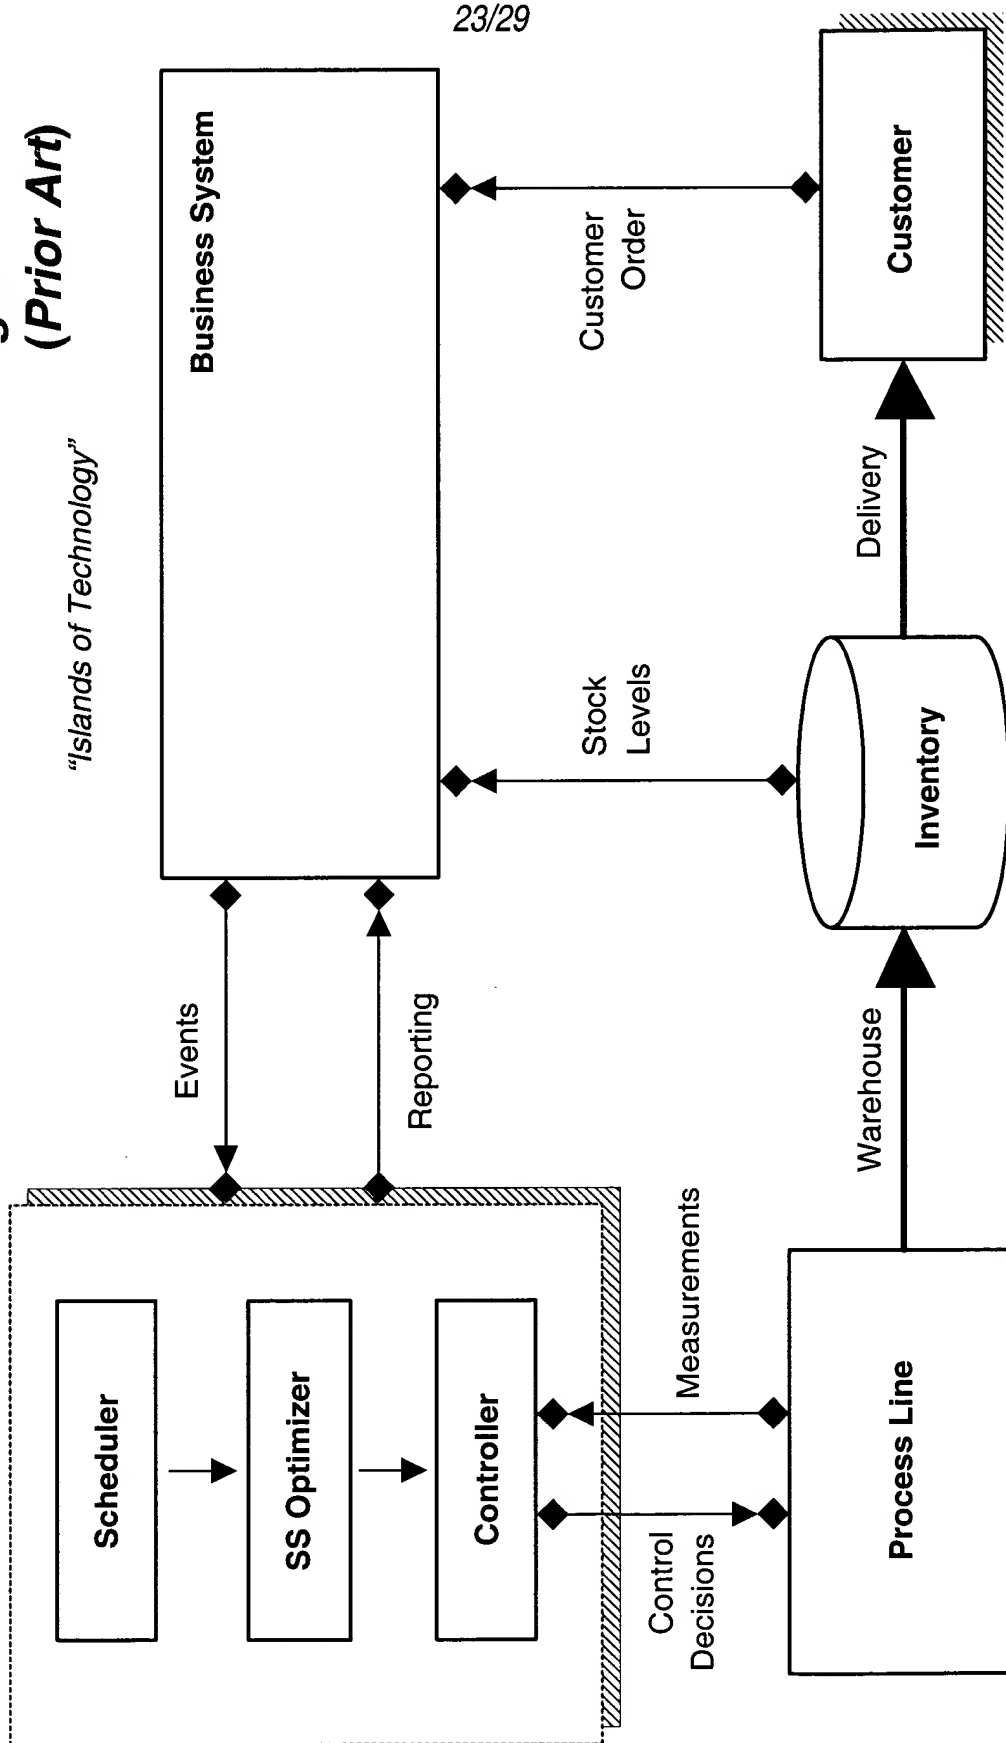 23/29
(Prior Art)
“Islands of Technology”
Scheduler
SS Optimizer
Controller
Events
Reporting
Business System
Control
Decisions
Measurements
Stock
Levels
Customer
Order
Process Line
Warehouse
Inventory
Delivery
Customer